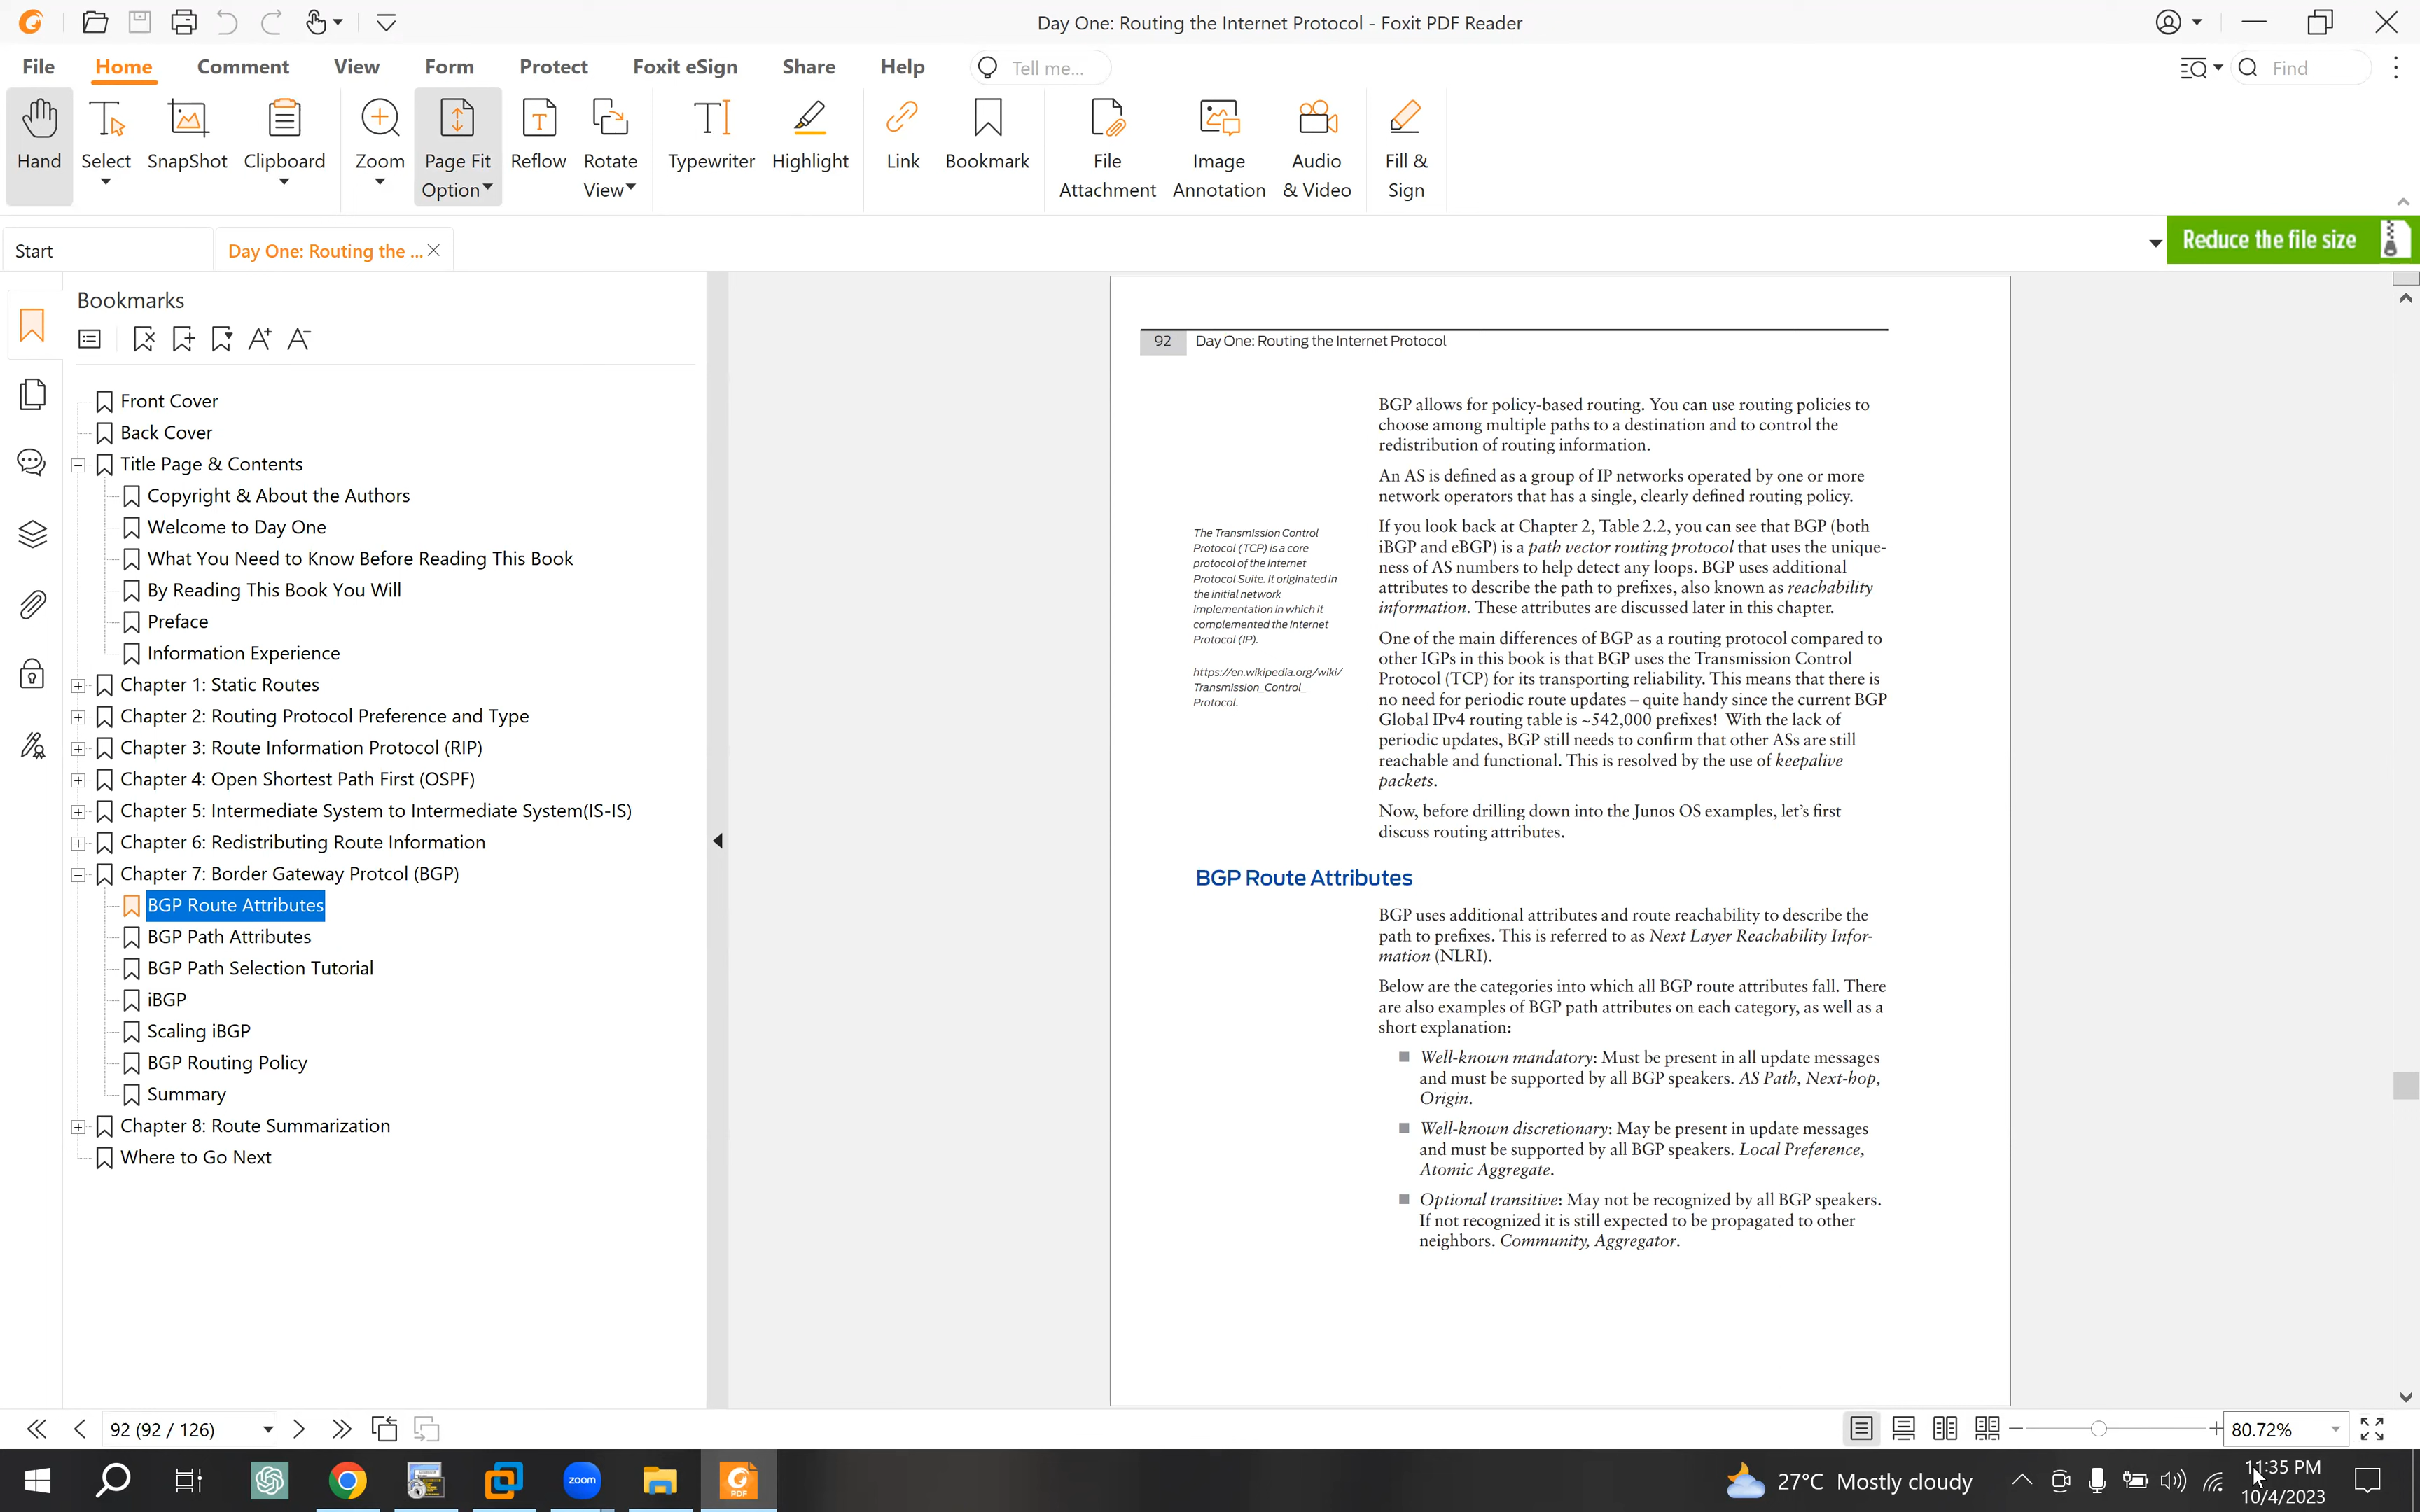 Day One: Routing the Internet Protocol - Foxit PDF Reader
File Home Comment View Form Protect Foxit eSign Share Help Tell me... Find
Hand
Select
SnapShot
Clipboard
Zoom
Page Fit
Option
Reflow
Rotate
View
Typewriter
Highlight
Link
Bookmark
File
Attachment
Image
Annotation
Audio
& Video
Fill &
Sign
Start
Day One: Routing the ...
Reduce the file size
Bookmarks
Front Cover
Back Cover
Title Page & Contents
Copyright & About the Authors
Welcome to Day One
What You Need to Know Before Reading This Book
By Reading This Book You Will
Preface
Information Experience
Chapter 1: Static Routes
Chapter 2: Routing Protocol Preference and Type
Chapter 3: Route Information Protocol (RIP)
Chapter 4: Open Shortest Path First (OSPF)
Chapter 5: Intermediate System to Intermediate System(IS-IS)
Chapter 6: Redistributing Route Information
Chapter 7: Border Gateway Protcol (BGP)
BGP Route Attributes
BGP Path Attributes
BGP Path Selection Tutorial
iBGP
Scaling iBGP
BGP Routing Policy
Summary
Chapter 8: Route Summarization
Where to Go Next
92 Day One: Routing the Internet Protocol
BGP allows for policy-based routing. You can use routing policies to
choose among multiple paths to a destination and to control the
redistribution of routing information.
An AS is defined as a group of IP networks operated by one or more
network operators that has a single, clearly defined routing policy.
The Transmission Control
Protocol (TCP) is a core
protocol of the Internet
Protocol Suite. It originated in
the initial network
implementation in which it
complemented the Internet
Protocol (IP).
https://en.wikipedia.org/wiki/
Transmission_Control_
Protocol.
If you look back at Chapter 2, Table 2.2, you can see that BGP (both
iBGP and eBGP) is a path vector routing protocol that uses the unique-
ness of AS numbers to help detect any loops. BGP uses additional
attributes to describe the path to prefixes, also known as reachability
information. These attributes are discussed later in this chapter.
One of the main differences of BGP as a routing protocol compared to
other IGPs in this book is that BGP uses the Transmission Control
Protocol (TCP) for its transporting reliability. This means that there is
no need for periodic route updates – quite handy since the current BGP
Global IPv4 routing table is ~542,000 prefixes! With the lack of
periodic updates, BGP still needs to confirm that other ASs are still
reachable and functional. This is resolved by the use of keepalive
packets.
Now, before drilling down into the Junos OS examples, let’s first
discuss routing attributes.
BGP Route Attributes
BGP uses additional attributes and route reachability to describe the
path to prefixes. This is referred to as Next Layer Reachability Infor-
mation (NLRI).
Below are the categories into which all BGP route attributes fall. There
are also examples of BGP path attributes on each category, as well as a
short explanation:
■ Well-known mandatory: Must be present in all update messages
and must be supported by all BGP speakers. AS Path, Next-hop,
Origin.
■ Well-known discretionary: May be present in update messages
and must be supported by all BGP speakers. Local Preference,
Atomic Aggregate.
■ Optional transitive: May not be recognized by all BGP speakers.
If not recognized it is still expected to be propagated to other
neighbors. Community, Aggregator.
92 (92 / 126)
80.72%
zoom
PDF
27°C Mostly cloudy
11:35 PM
10/4/2023